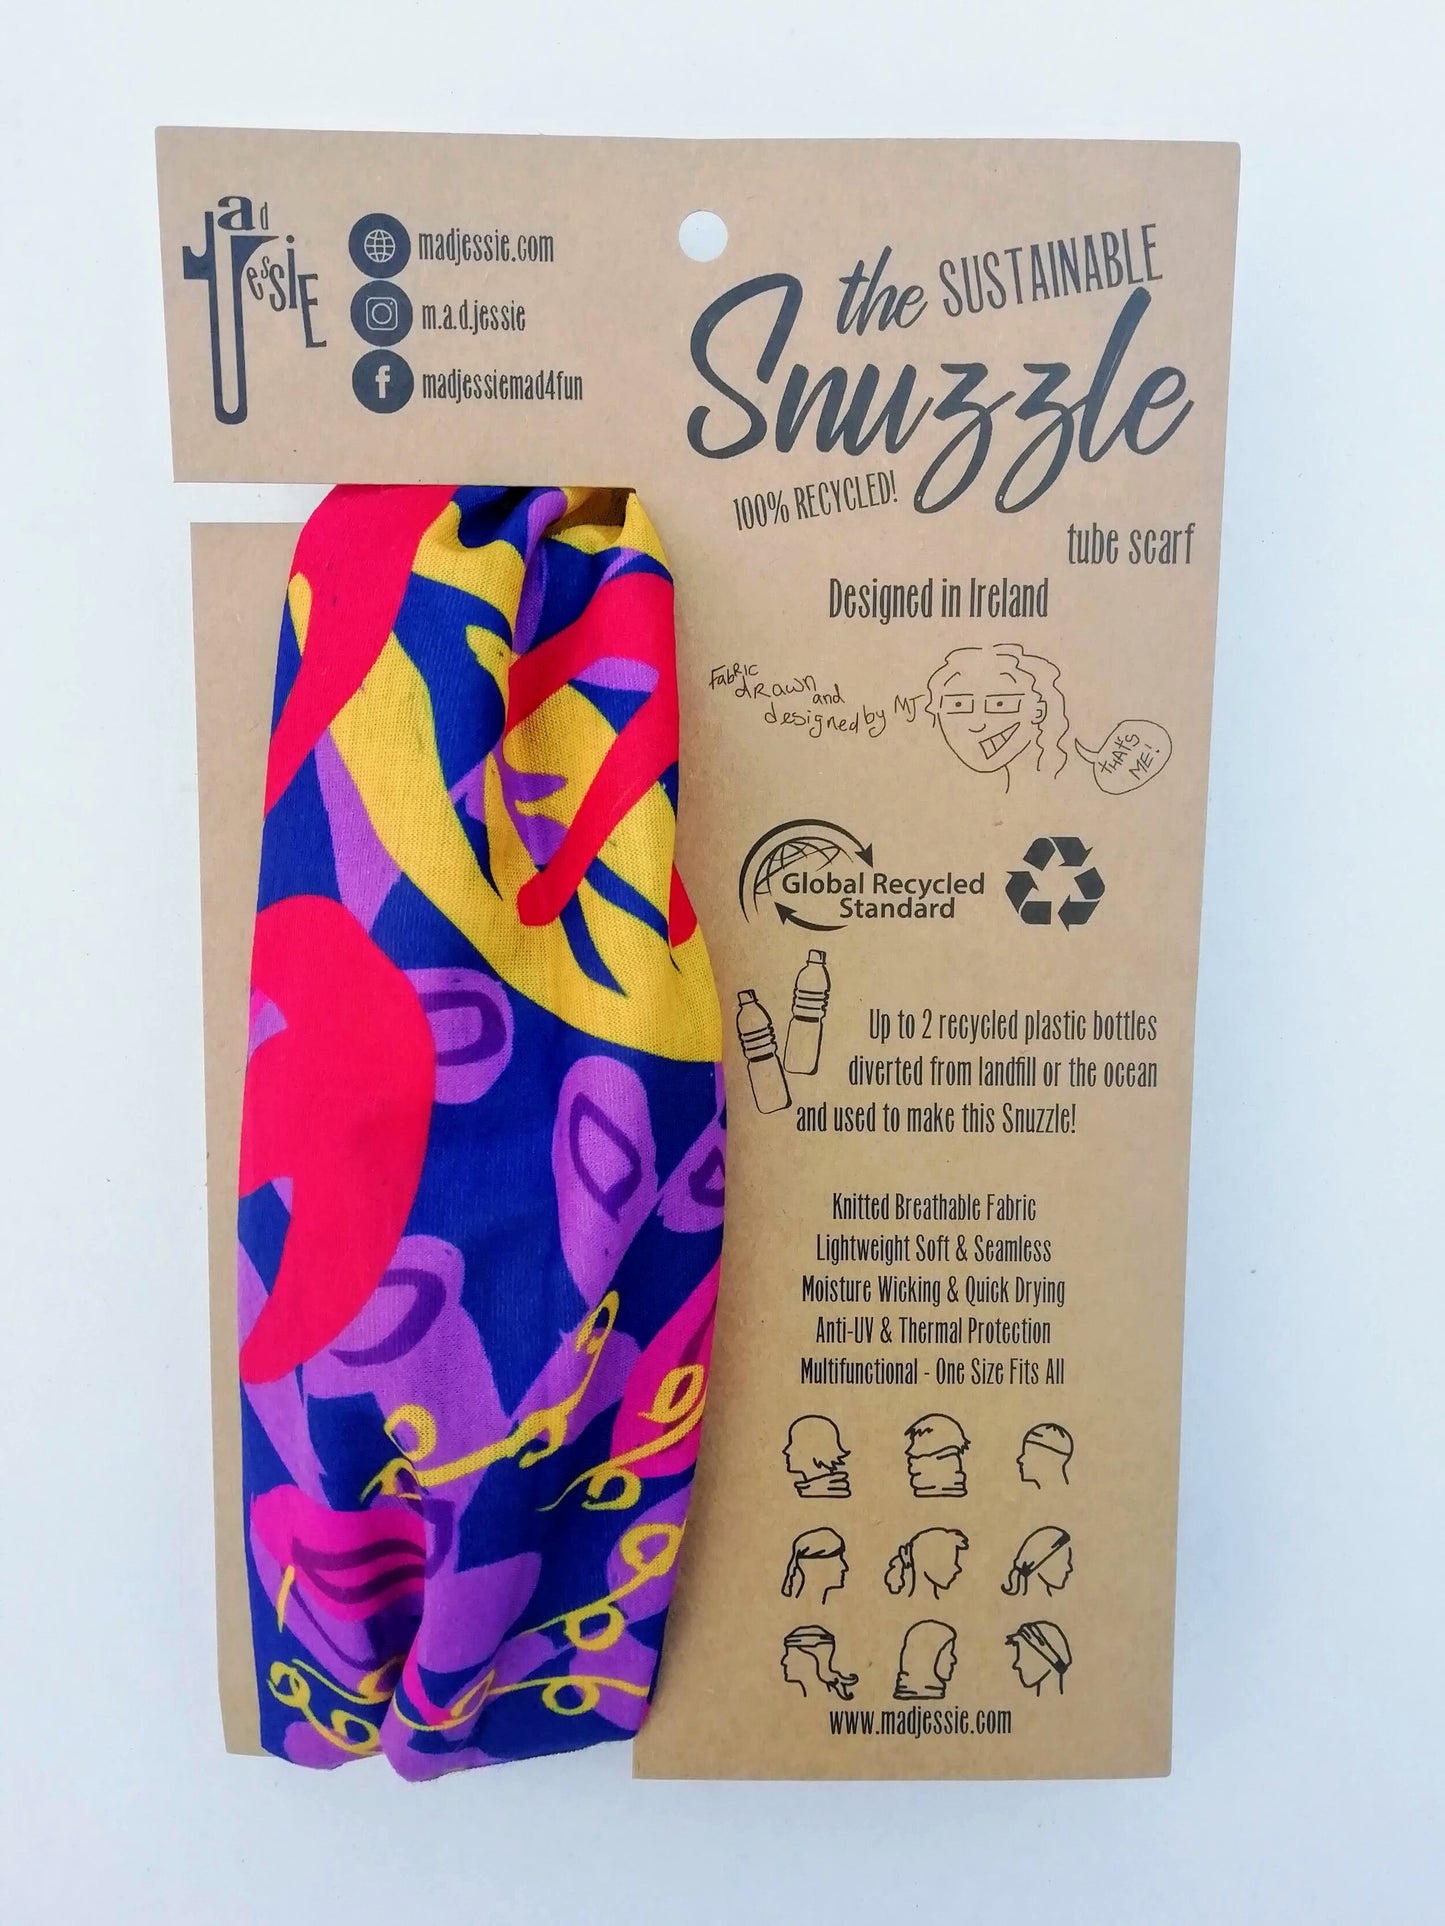 Mad
Jessie
madjessie.com
m.a.d.jessie
madjessiemad4fun
the SUSTAINABLE
Snuzzle
100% RECYCLED!
tube scarf
Designed in Ireland
FabRIC
dRawn and
designed by MJ
tHAt'S
ME!
Global Recycled
Standard
Up to 2 recycled plastic bottles
diverted from landfill or the ocean
and used to make this Snuzzle!
Knitted Breathable Fabric
Lightweight Soft & Seamless
Moisture Wicking & Quick Drying
Anti-UV & Thermal Protection
Multifunctional - One Size Fits All
www.madjessie.com